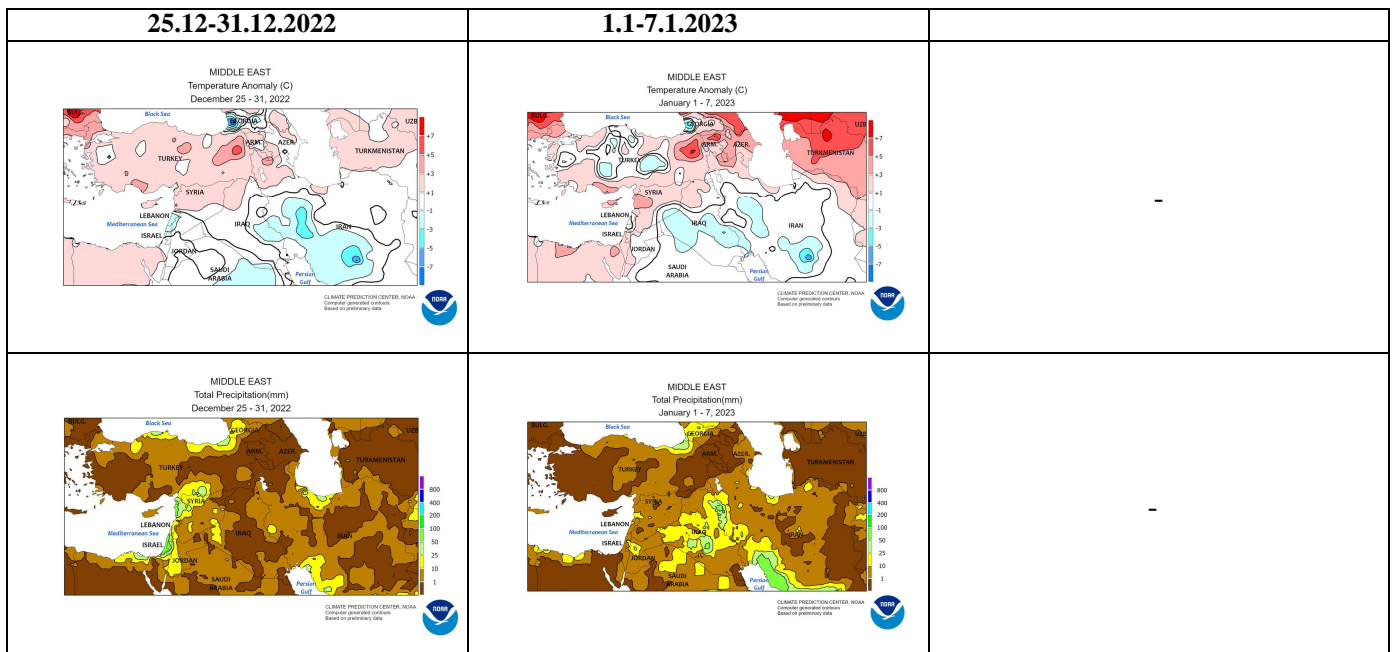 25.12-31.12.2022
1.1-7.1.2023
MIDDLE EAST
Temperature Anomaly (C)
December 25 - 31, 2022
BULG.
Black Sea
GEORGIA
UZB
ARM.
AZER.
TURKEY
TURKMENISTAN
SYRIA
LEBANON
Mediterranean Sea
IRAQ
IRAN
ISRAEL
JORDAN
SAUDI
ARABIA
Persian
Gulf
+7
+5
+3
+1
-1
-3
-5
-7
CLIMATE PREDICTION CENTER, NOAA
Computer generated contours
Based on preliminary data
NOAA
MIDDLE EAST
Temperature Anomaly (C)
January 1 - 7, 2023
BULG.
Black Sea
GEORGIA
UZB
ARM.
AZER.
TURKEY
TURKMENISTAN
SYRIA
LEBANON
Mediterranean Sea
IRAQ
IRAN
ISRAEL
JORDAN
SAUDI
ARABIA
Persian
Gulf
+7
+5
+3
+1
-1
-3
-5
-7
CLIMATE PREDICTION CENTER, NOAA
Computer generated contours
Based on preliminary data
NOAA
-
MIDDLE EAST
Total Precipitation(mm)
December 25 - 31, 2022
BULG.
Black Sea
GEORGIA
UZB
ARM.
AZER.
TURKEY
TURKMENISTAN
SYRIA
LEBANON
Mediterranean Sea
IRAQ
IRAN
ISRAEL
JORDAN
SAUDI
ARABIA
Persian
Gulf
800
400
200
100
50
25
10
1
CLIMATE PREDICTION CENTER, NOAA
Computer generated contours
Based on preliminary data
NOAA
MIDDLE EAST
Total Precipitation(mm)
January 1 - 7, 2023
BULG.
Black Sea
GEORGIA
UZB
ARM.
AZER.
TURKEY
TURKMENISTAN
SYRIA
LEBANON
Mediterranean Sea
IRAQ
IRAN
ISRAEL
JORDAN
SAUDI
ARABIA
Persian
Gulf
800
400
200
100
50
25
10
1
CLIMATE PREDICTION CENTER, NOAA
Computer generated contours
Based on preliminary data
NOAA
-